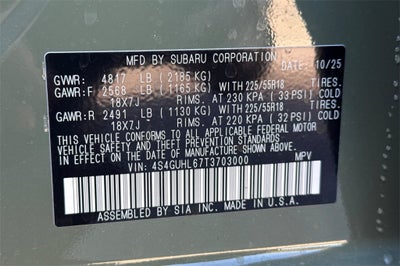 MFD BY SUBARU CORPORATION DATE: 10/25
GVWR: 4817 LB (2185 KG)
GAWR:F 2568 LB (1165 KG) WITH 225/55R18 TIRES.
18X7J RIMS. AT 230 KPA (33 PSI) COLD
GAWR:R 2491 LB (1130 KG) WITH 225/55R18 TIRES.
18X7J RIMS. AT 220 KPA (32 PSI) COLD
THIS VEHICLE CONFORMS TO ALL APPLICABLE FEDERAL MOTOR
VEHICLE SAFETY, BUMPER, AND THEFT PREVENTION STANDARDS
IN EFFECT ON THE DATE OF MANUFACTURE SHOWN ABOVE.
VIN: 4S4GUHL67T3703000 MPV
ASSEMBLED BY SIA INC. MADE IN U.S.A.